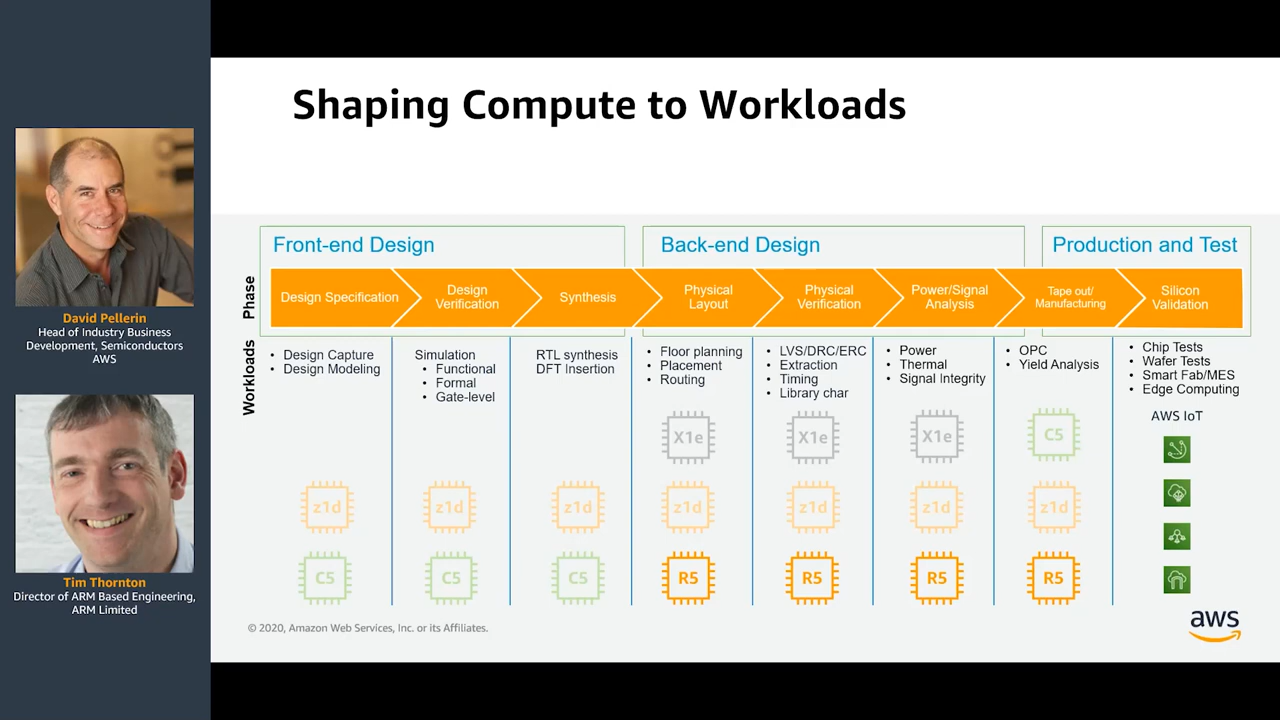 Shaping Compute to Workloads
David Pellerin
Head of Industry Business
Development, Semiconductors
AWS
Tim Thornton
Director of ARM Based Engineering,
ARM Limited
Front-end Design
Back-end Design
Production and Test
Phase
Design Specification
Design
Verification
Synthesis
Physical
Layout
Physical
Verification
Power/Signal
Analysis
Tape out/
Manufacturing
Silicon
Validation
Workloads
• Design Capture
• Design Modeling
Simulation
• Functional
• Formal
• Gate-level
RTL synthesis
DFT Insertion
• Floor planning
• Placement
• Routing
• LVS/DRC/ERC
• Extraction
• Timing
• Library char
• Power
• Thermal
• Signal Integrity
• OPC
• Yield Analysis
• Chip Tests
• Wafer Tests
• Smart Fab/MES
• Edge Computing
AWS IoT
X1e
X1e
X1e
C5
z1d
z1d
z1d
z1d
z1d
z1d
z1d
C5
C5
C5
R5
R5
R5
R5
© 2020, Amazon Web Services, Inc. or its Affiliates.
aws